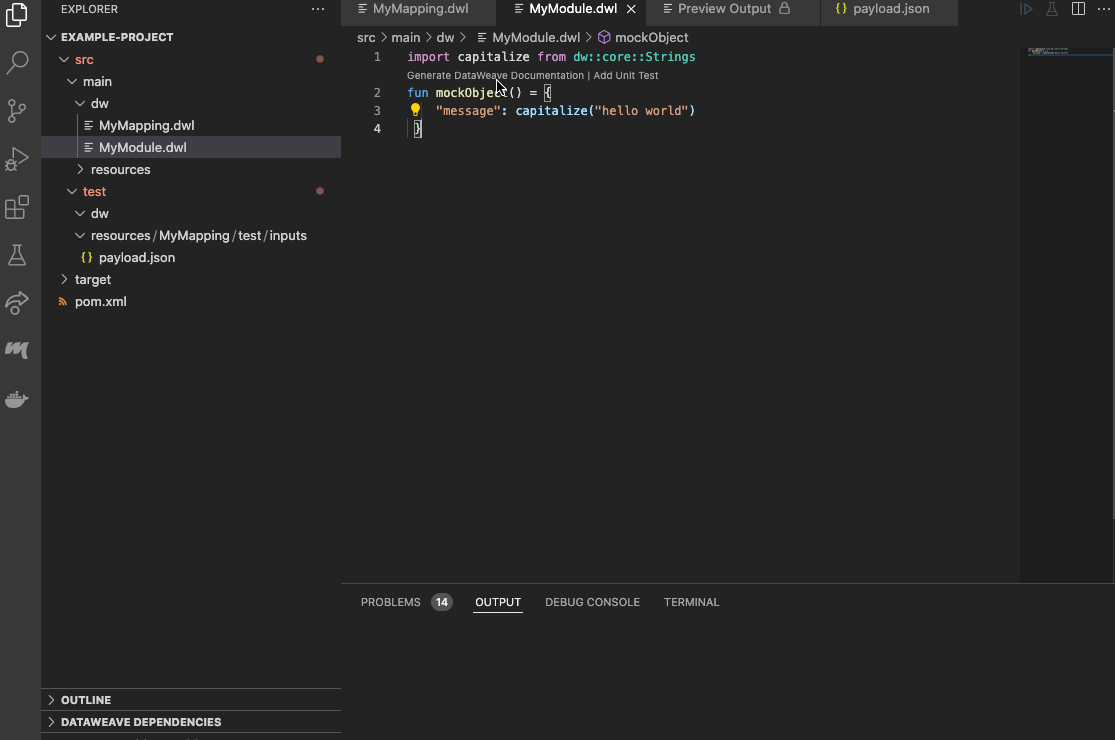 EXPLORER ...
MyMapping.dwl MyModule.dwl Preview Output payload.json
EXAMPLE-PROJECT
src
main
dw
MyMapping.dwl
MyModule.dwl
resources
test
dw
resources/MyMapping/test/inputs
{} payload.json
target
pom.xml
src > main > dw > MyModule.dwl > mockObject
1 import capitalize from dw::core::Strings
Generate DataWeave Documentation | Add Unit Test
2 fun mockObject() = {
3 "message": capitalize("hello world")
4 }
PROBLEMS 14 OUTPUT DEBUG CONSOLE TERMINAL
OUTLINE
DATAWEAVE DEPENDENCIES